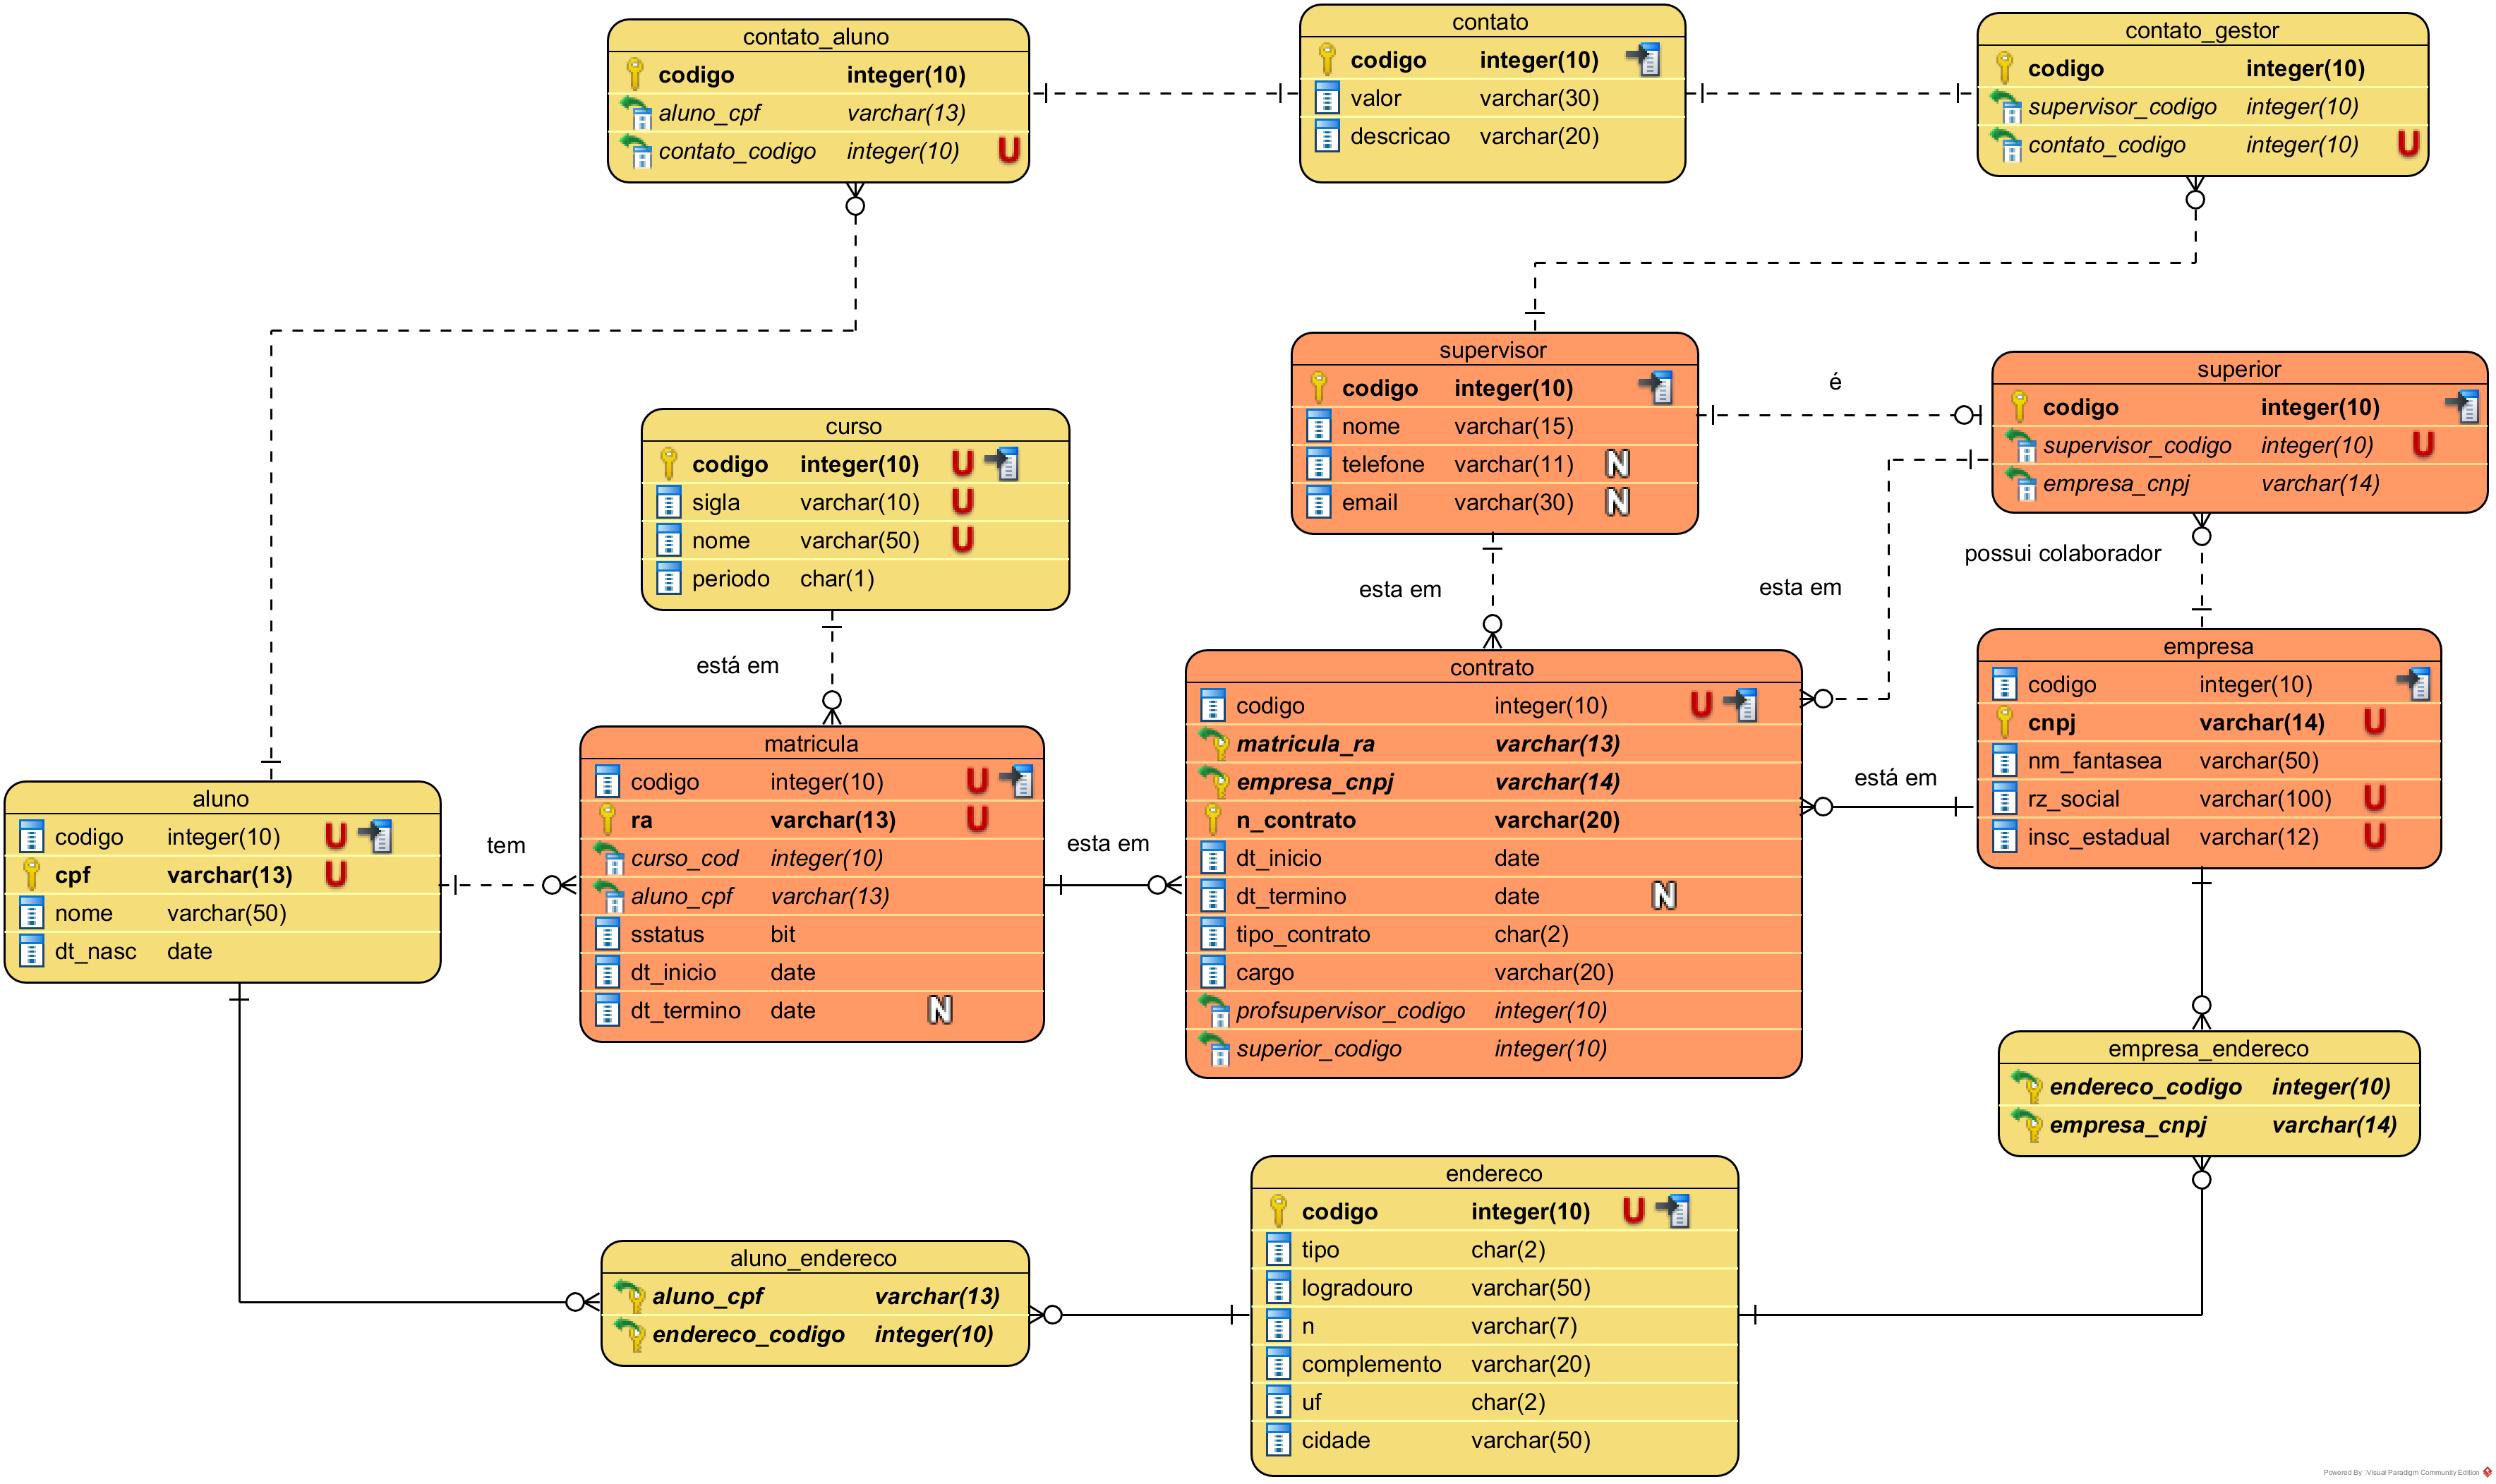 contato_aluno
codigo integer(10)
aluno_cpf varchar(13)
contato_codigo integer(10) U
contato
codigo integer(10)
valor varchar(30)
descricao varchar(20)
contato_gestor
codigo integer(10)
supervisor_codigo integer(10)
contato_codigo integer(10) U
supervisor
codigo integer(10)
nome varchar(15)
telefone varchar(11) N
email varchar(30) N
é
superior
codigo integer(10)
supervisor_codigo integer(10) U
empresa_cnpj varchar(14)
curso
codigo integer(10) U
sigla varchar(10) U
nome varchar(50) U
periodo char(1)
possui colaborador
esta em
esta em
está em
contrato
codigo integer(10) U
matricula_ra varchar(13)
empresa_cnpj varchar(14)
n_contrato varchar(20)
dt_inicio date
dt_termino date N
tipo_contrato char(2)
cargo varchar(20)
profsupervisor_codigo integer(10)
superior_codigo integer(10)
empresa
codigo integer(10)
cnpj varchar(14) U
nm_fantasea varchar(50)
rz_social varchar(100) U
insc_estadual varchar(12) U
está em
matricula
codigo integer(10) U
ra varchar(13) U
curso_cod integer(10)
aluno_cpf varchar(13)
sstatus bit
dt_inicio date
dt_termino date N
esta em
aluno
codigo integer(10) U
cpf varchar(13) U
nome varchar(50)
dt_nasc date
tem
empresa_endereco
endereco_codigo integer(10)
empresa_cnpj varchar(14)
endereco
codigo integer(10) U
tipo char(2)
logradouro varchar(50)
n varchar(7)
complemento varchar(20)
uf char(2)
cidade varchar(50)
aluno_endereco
aluno_cpf varchar(13)
endereco_codigo integer(10)
Powered By Visual Paradigm Community Edition